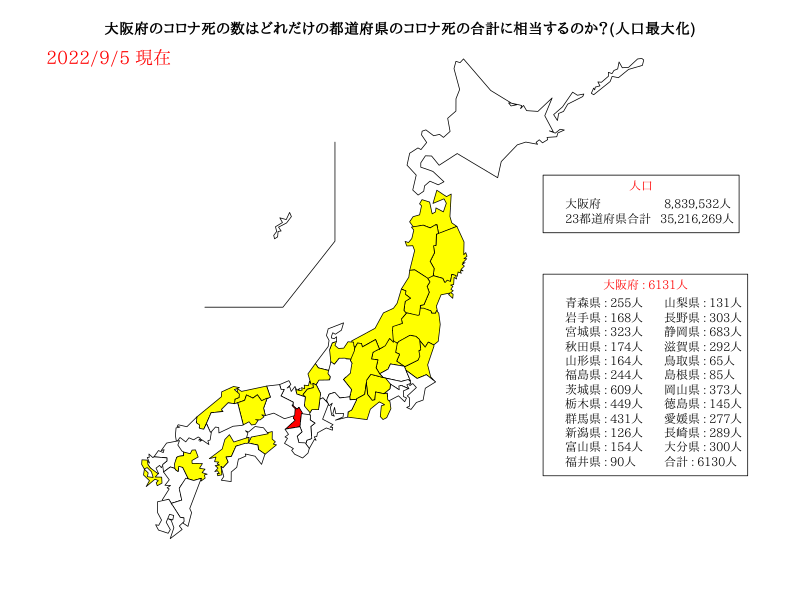 大阪府のコロナ死の数はどれだけの都道府県のコロナ死の合計に相当するのか？(人口最大化)
2022/9/5 現在
人口
大阪府 8,839,532人
23都道府県合計 35,216,269人
大阪府 : 6131人
青森県 : 255人 山梨県 : 131人
岩手県 : 168人 長野県 : 303人
宮城県 : 323人 静岡県 : 683人
秋田県 : 174人 滋賀県 : 292人
山形県 : 164人 鳥取県 : 65人
福島県 : 244人 島根県 : 85人
茨城県 : 609人 岡山県 : 373人
栃木県 : 449人 徳島県 : 145人
群馬県 : 431人 愛媛県 : 277人
新潟県 : 126人 長崎県 : 289人
富山県 : 154人 大分県 : 300人
福井県 : 90人 合計 : 6130人